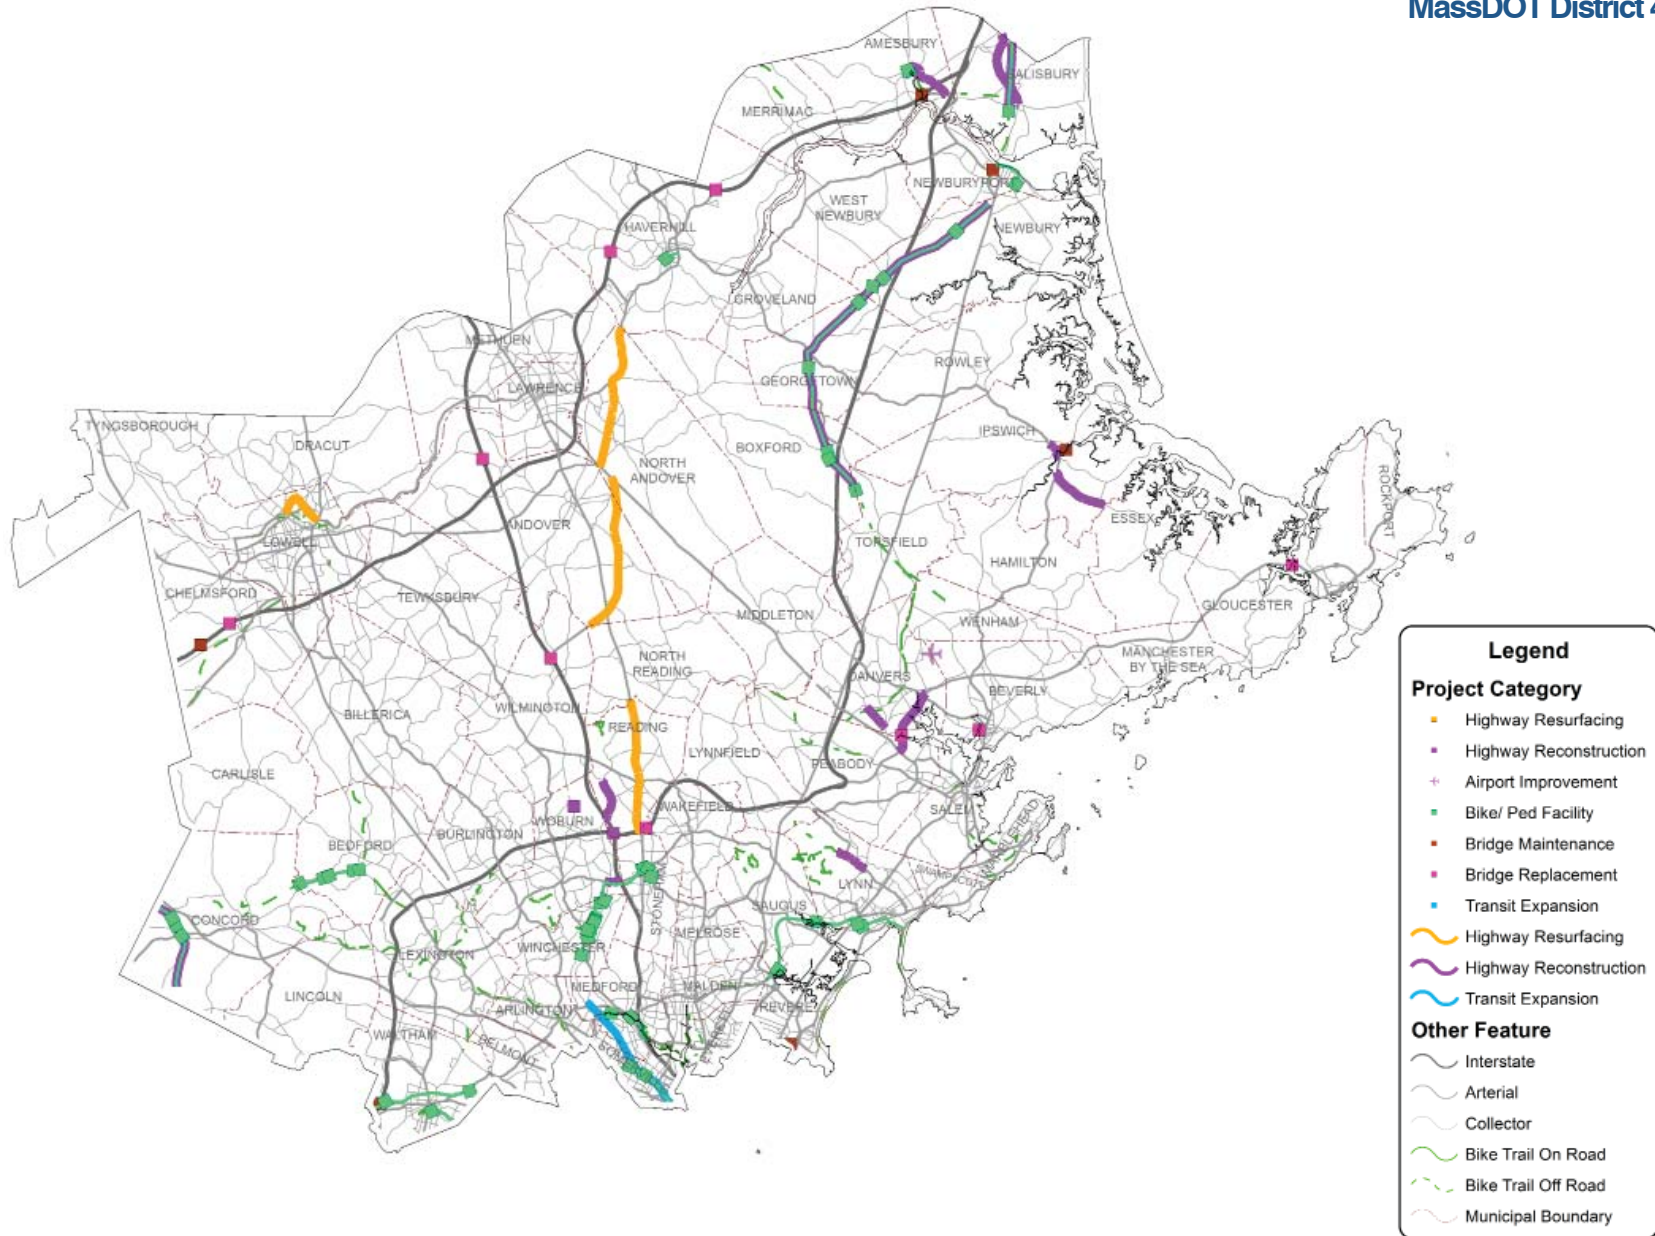 MassDOT District 4
AMESBURY
SALISBURY
MERRIMAC
NEWBURYPORT
WEST
NEWBURY
HAVERHILL
NEWBURY
GROVELAND
METHUEN
ROWLEY
GEORGETOWN
LAWRENCE
TYNGSBOROUGH
DRACUT
IPSWICH
BOXFORD
NORTH
ANDOVER
ROCKPORT
ESSEX
ANDOVER
LOWELL
TOPSFIELD
HAMILTON
CHELMSFORD
TEWKSBURY
GLOUCESTER
MIDDLETON
WENHAM
MANCHESTER
BY THE SEA
NORTH
READING
DANVERS
BEVERLY
BILLERICA
WILMINGTON
READING
LYNNFIELD
PEABODY
CARLISLE
WAKEFIELD
SALEM
WOBURN
BURLINGTON
MARBLEHEAD
BEDFORD
LYNN
SWAMPSCOTT
STONEHAM
SAUGUS
CONCORD
MELROSE
WINCHESTER
LEXINGTON
MEDFORD
MALDEN
LINCOLN
REVERE
ARLINGTON
EVERETT
WALTHAM
BELMONT
Legend
Project Category
Highway Resurfacing
Highway Reconstruction
Airport Improvement
Bike/ Ped Facility
Bridge Maintenance
Bridge Replacement
Transit Expansion
Highway Resurfacing
Highway Reconstruction
Transit Expansion
Other Feature
Interstate
Arterial
Collector
Bike Trail On Road
Bike Trail Off Road
Municipal Boundary